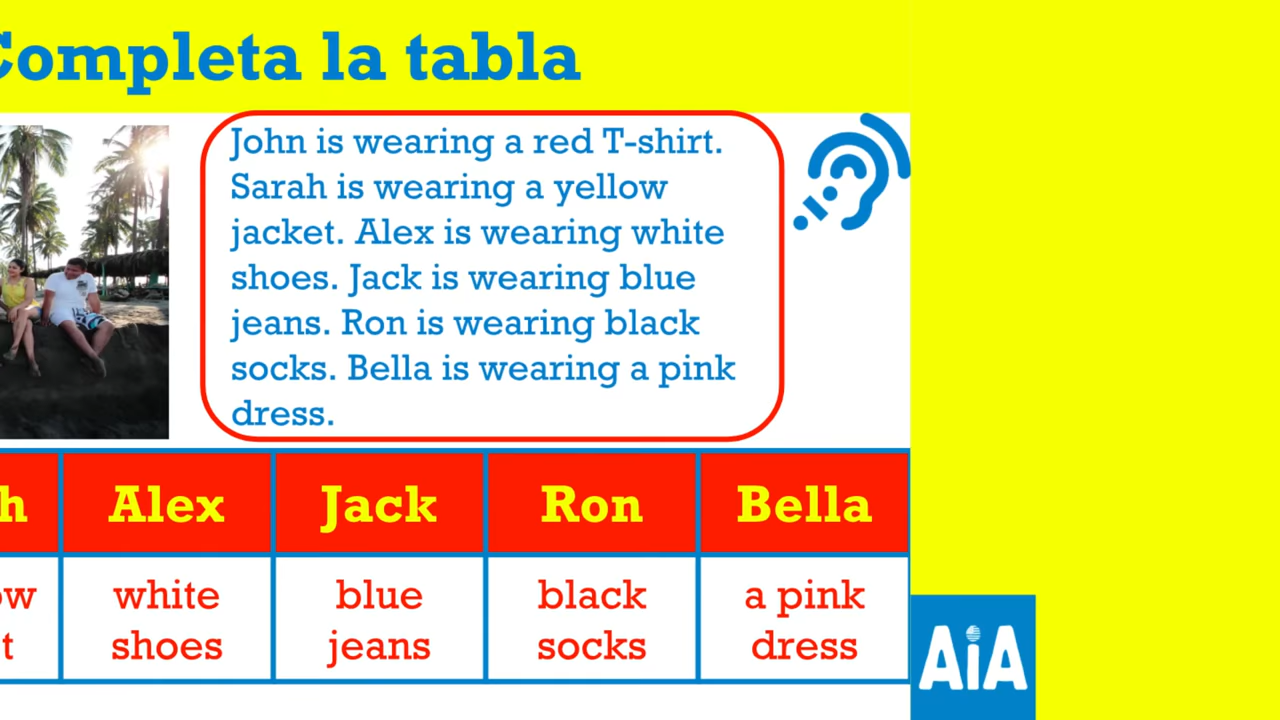 Completa la tabla
John is wearing a red T-shirt.
Sarah is wearing a yellow
jacket. Alex is wearing white
shoes. Jack is wearing blue
jeans. Ron is wearing black
socks. Bella is wearing a pink
dress.
h Alex Jack Ron Bella
ow white blue black a pink
t shoes jeans socks dress
AiA